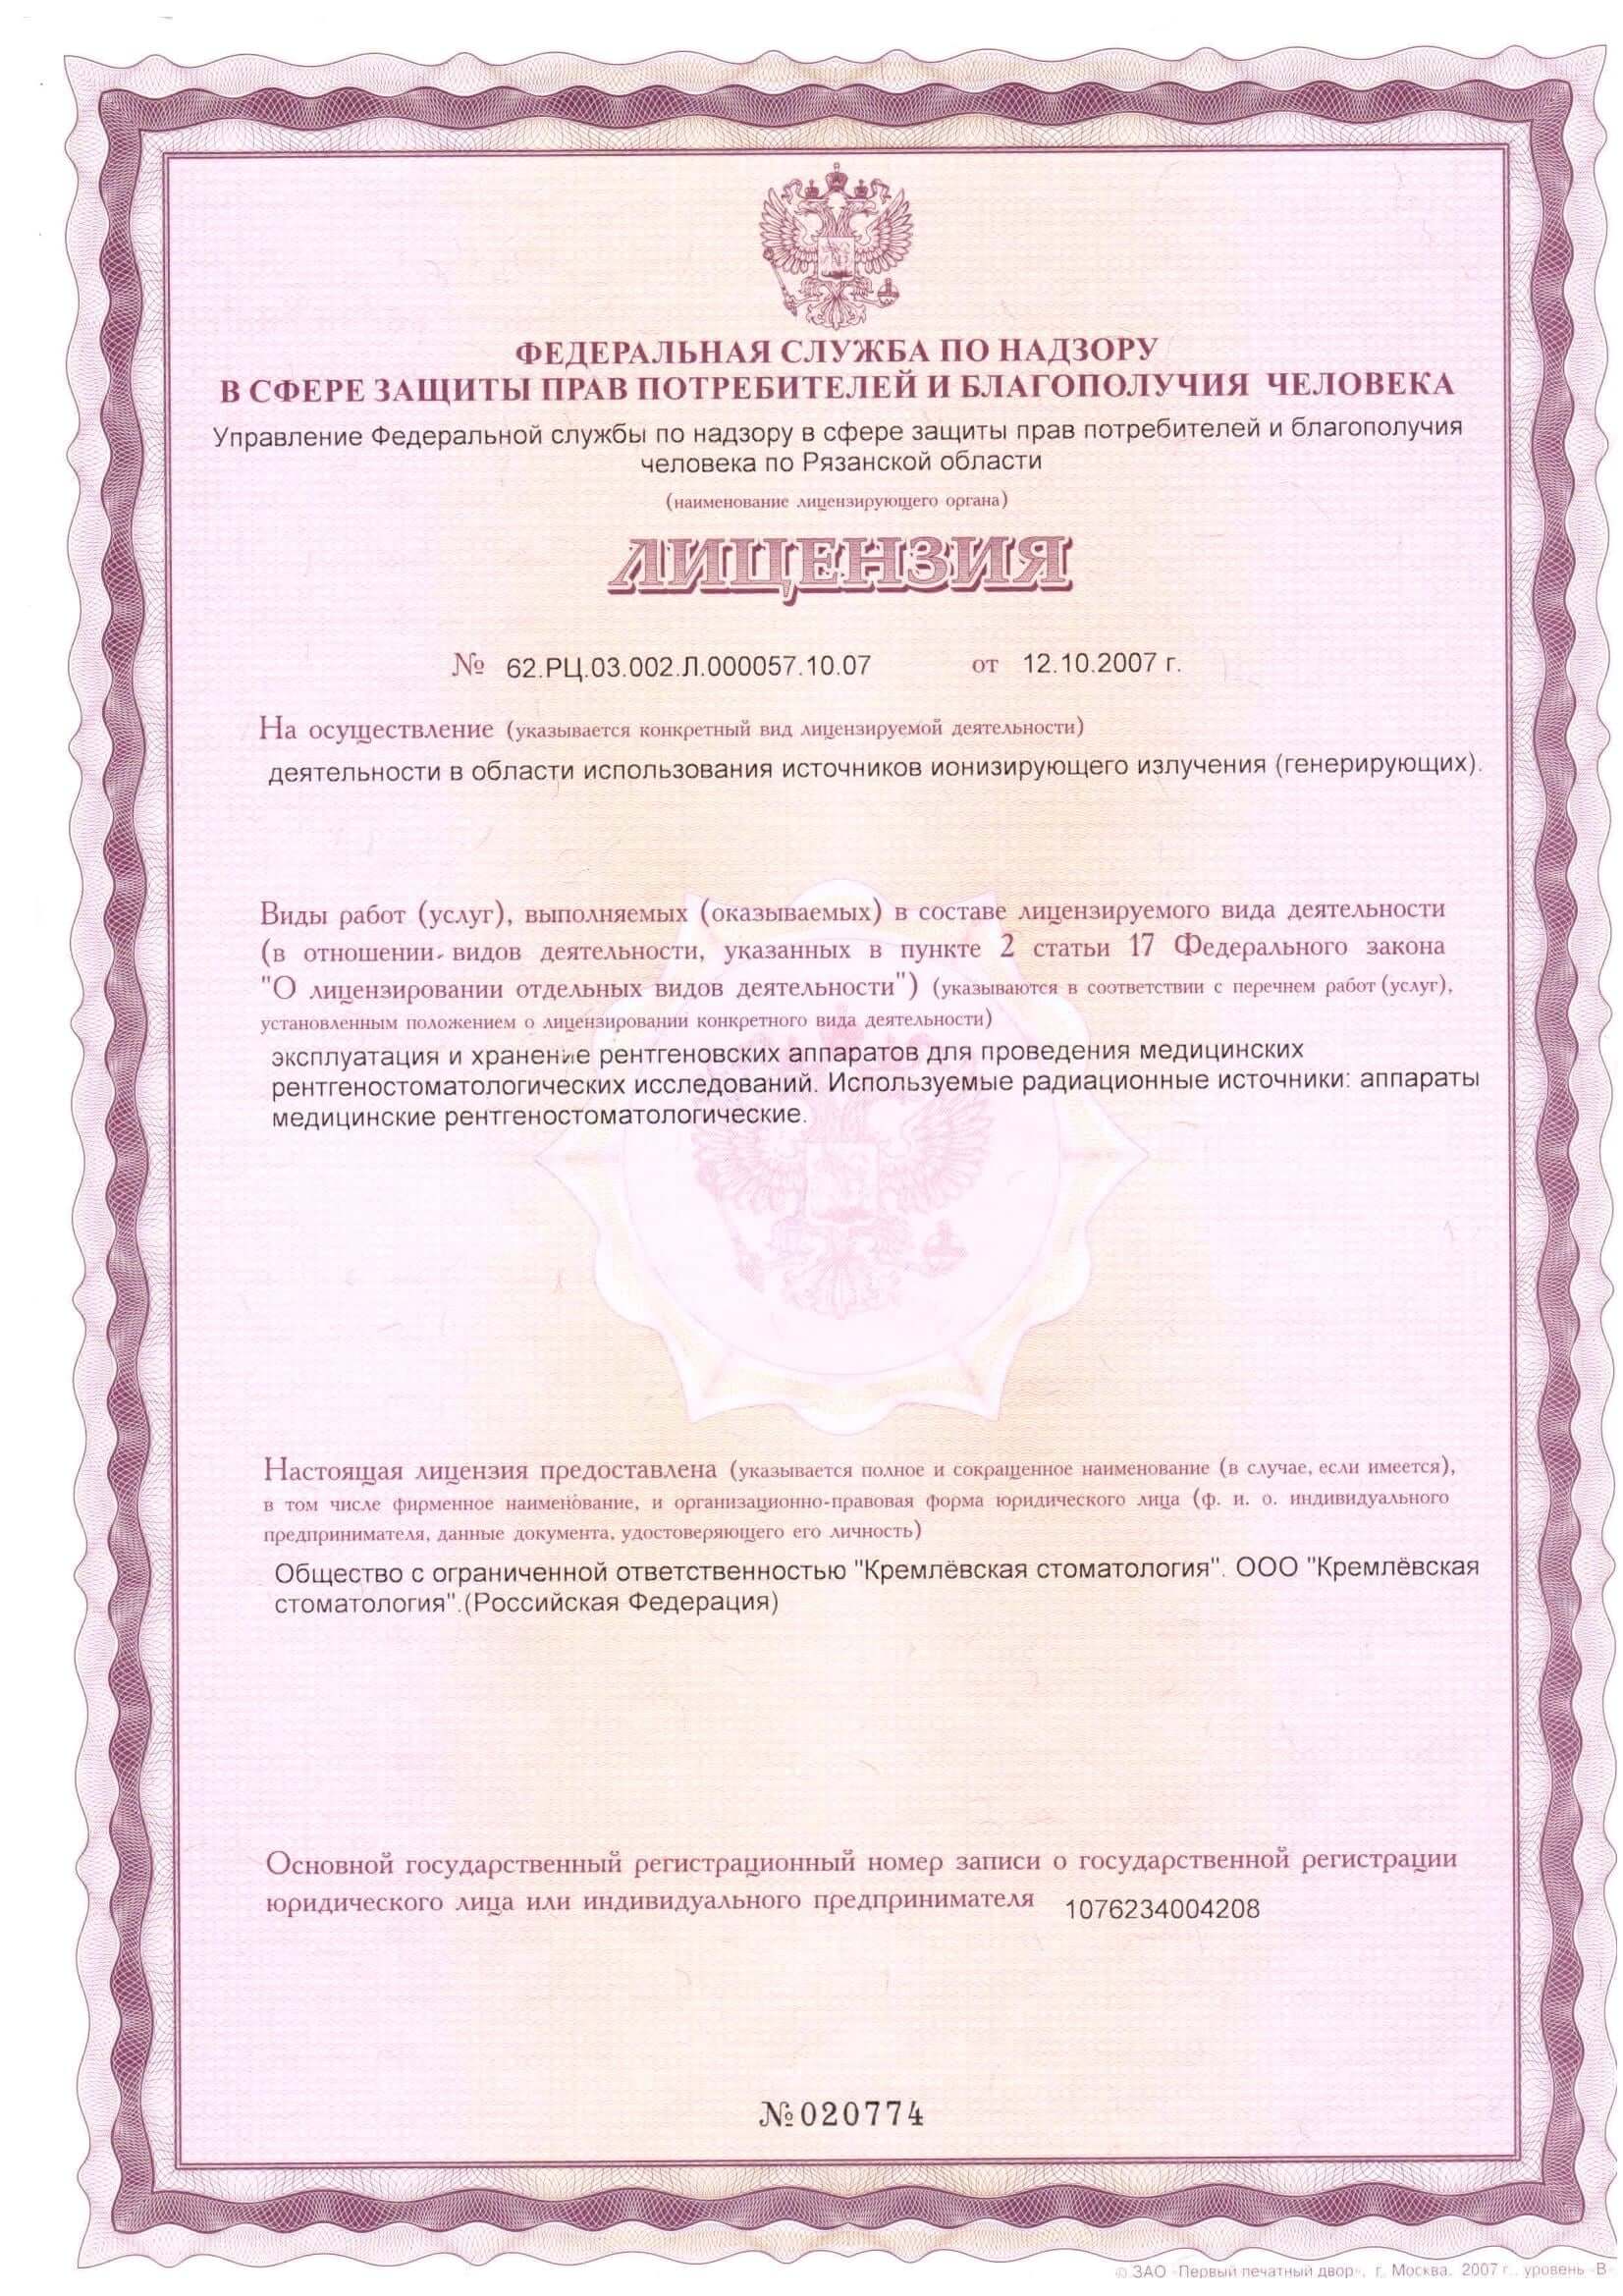 ФЕДЕРАЛЬНАЯ СЛУЖБА ПО НАДЗОРУ
В СФЕРЕ ЗАЩИТЫ ПРАВ ПОТРЕБИТЕЛЕЙ И БЛАГОПОЛУЧИЯ ЧЕЛОВЕКА
Управление Федеральной службы по надзору в сфере защиты прав потребителей и благополучия
человека по Рязанской области
(наименование лицензирующего органа)
ЛИЦЕНЗИЯ
№ 62.РЦ.03.002.Л.000057.10.07 от 12.10.2007 г.
На осуществление (указывается конкретный вид лицензируемой деятельности)
деятельности в области использования источников ионизирующего излучения (генерирующих).
Виды работ (услуг), выполняемых (оказываемых) в составе лицензируемого вида деятельности
(в отношении видов деятельности, указанных в пункте 2 статьи 17 Федерального закона
"О лицензировании отдельных видов деятельности") (указываются в соответствии с перечнем работ (услуг),
установленным положением о лицензировании конкретного вида деятельности)
эксплуатация и хранение рентгеновских аппаратов для проведения медицинских
рентгеностоматологических исследований. Используемые радиационные источники: аппараты
медицинские рентгеностоматологические.
Настоящая лицензия предоставлена (указывается полное и сокращенное наименование (в случае, если имеется),
в том числе фирменное наименование, и организационно-правовая форма юридического лица (ф. и. о. индивидуального
предпринимателя, данные документа, удостоверяющего его личность)
Общество с ограниченной ответственностью "Кремлёвская стоматология". ООО "Кремлёвская
стоматология".(Российская Федерация)
Основной государственный регистрационный номер записи о государственной регистрации
юридического лица или индивидуального предпринимателя 1076234004208
№020774
© ЗАО «Первый печатный двор», г. Москва, 2007 г., уровень «В»